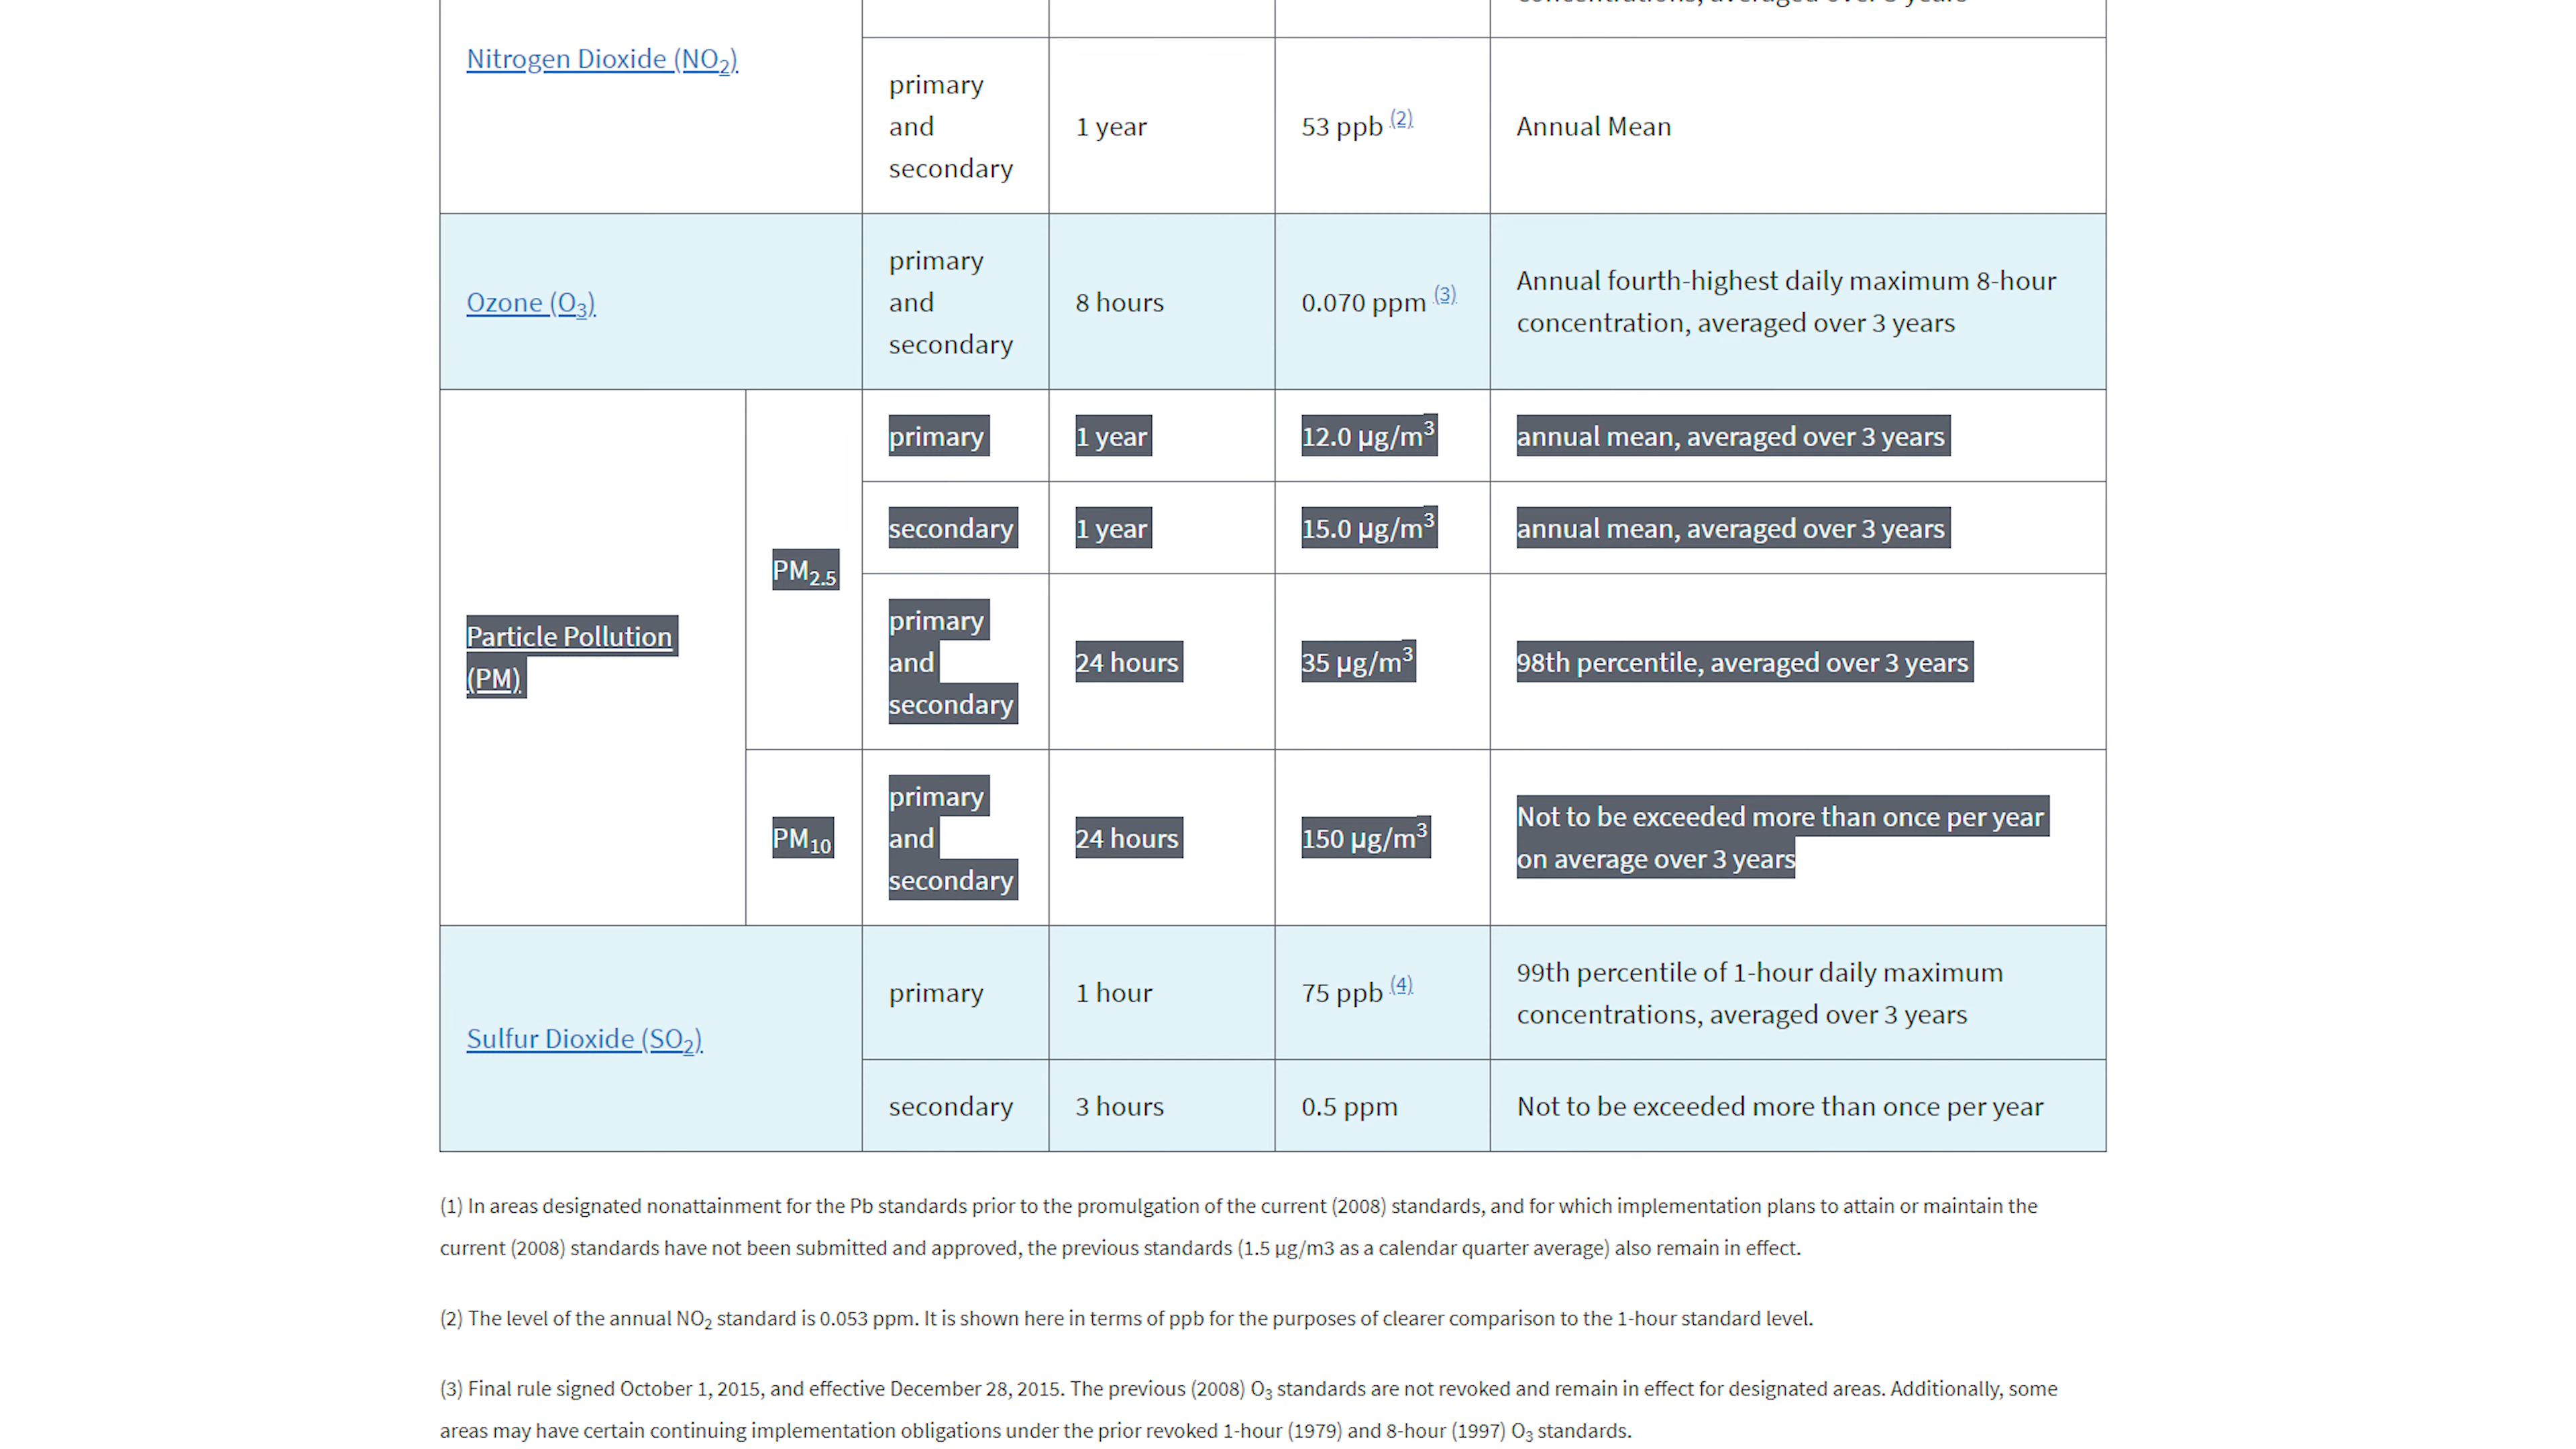 concentrations, averaged over 3 years
Nitrogen Dioxide (NO₂)
primary
and
secondary
1 year
53 ppb (2)
Annual Mean
Ozone (O₃)
primary
and
secondary
8 hours
0.070 ppm (3)
Annual fourth-highest daily maximum 8-hour
concentration, averaged over 3 years
Particle Pollution
(PM)
PM₂.₅
primary
1 year
12.0 μg/m³
annual mean, averaged over 3 years
secondary
1 year
15.0 μg/m³
annual mean, averaged over 3 years
primary
and
secondary
24 hours
35 μg/m³
98th percentile, averaged over 3 years
PM₁₀
primary
and
secondary
24 hours
150 μg/m³
Not to be exceeded more than once per year
on average over 3 years
Sulfur Dioxide (SO₂)
primary
1 hour
75 ppb (4)
99th percentile of 1-hour daily maximum
concentrations, averaged over 3 years
secondary
3 hours
0.5 ppm
Not to be exceeded more than once per year
(1) In areas designated nonattainment for the Pb standards prior to the promulgation of the current (2008) standards, and for which implementation plans to attain or maintain the
current (2008) standards have not been submitted and approved, the previous standards (1.5 μg/m3 as a calendar quarter average) also remain in effect.
(2) The level of the annual NO₂ standard is 0.053 ppm. It is shown here in terms of ppb for the purposes of clearer comparison to the 1-hour standard level.
(3) Final rule signed October 1, 2015, and effective December 28, 2015. The previous (2008) O₃ standards are not revoked and remain in effect for designated areas. Additionally, some
areas may have certain continuing implementation obligations under the prior revoked 1-hour (1979) and 8-hour (1997) O₃ standards.